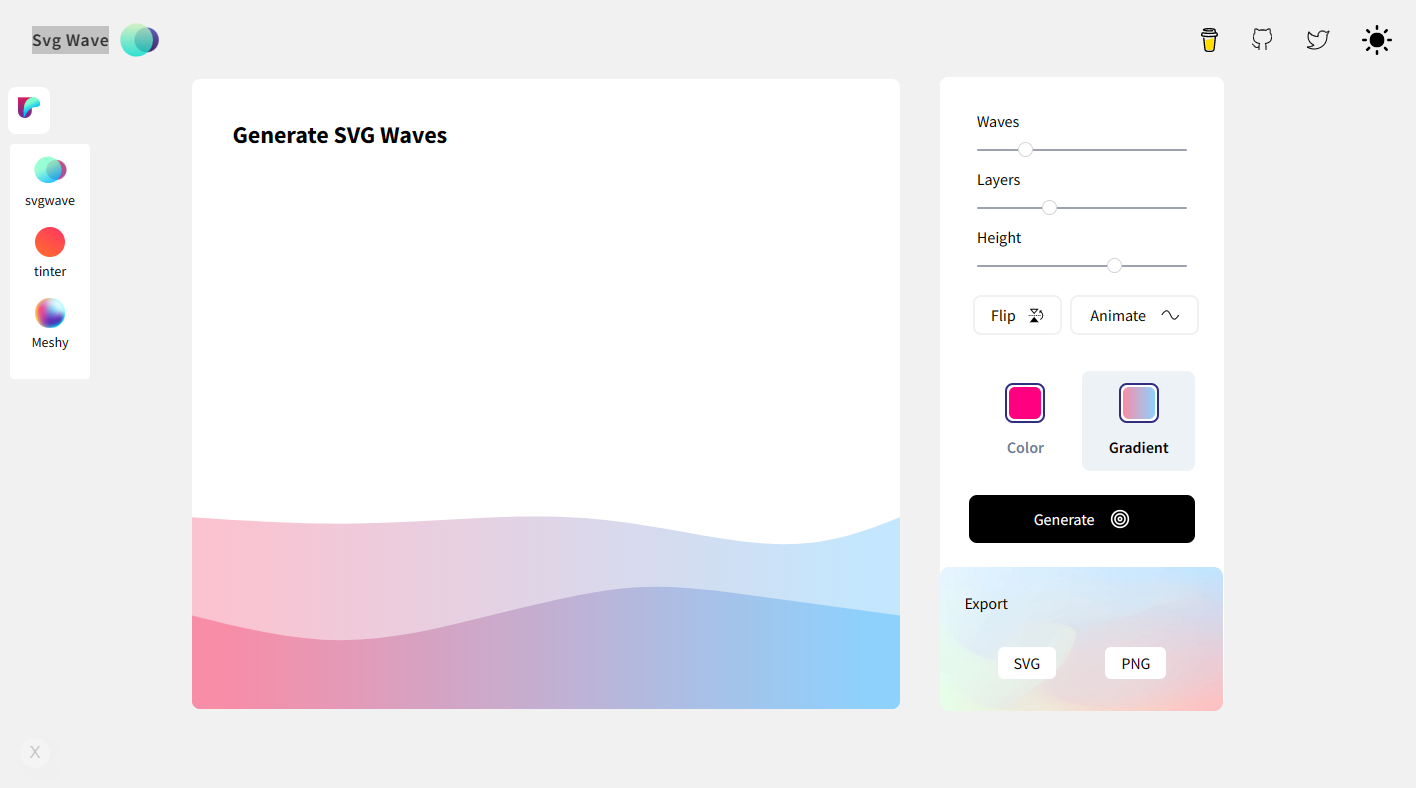 Svg Wave
svgwave
tinter
Meshy
Generate SVG Waves
Waves
Layers
Height
Flip
Animate
Color
Gradient
Generate
Export
SVG
PNG
X